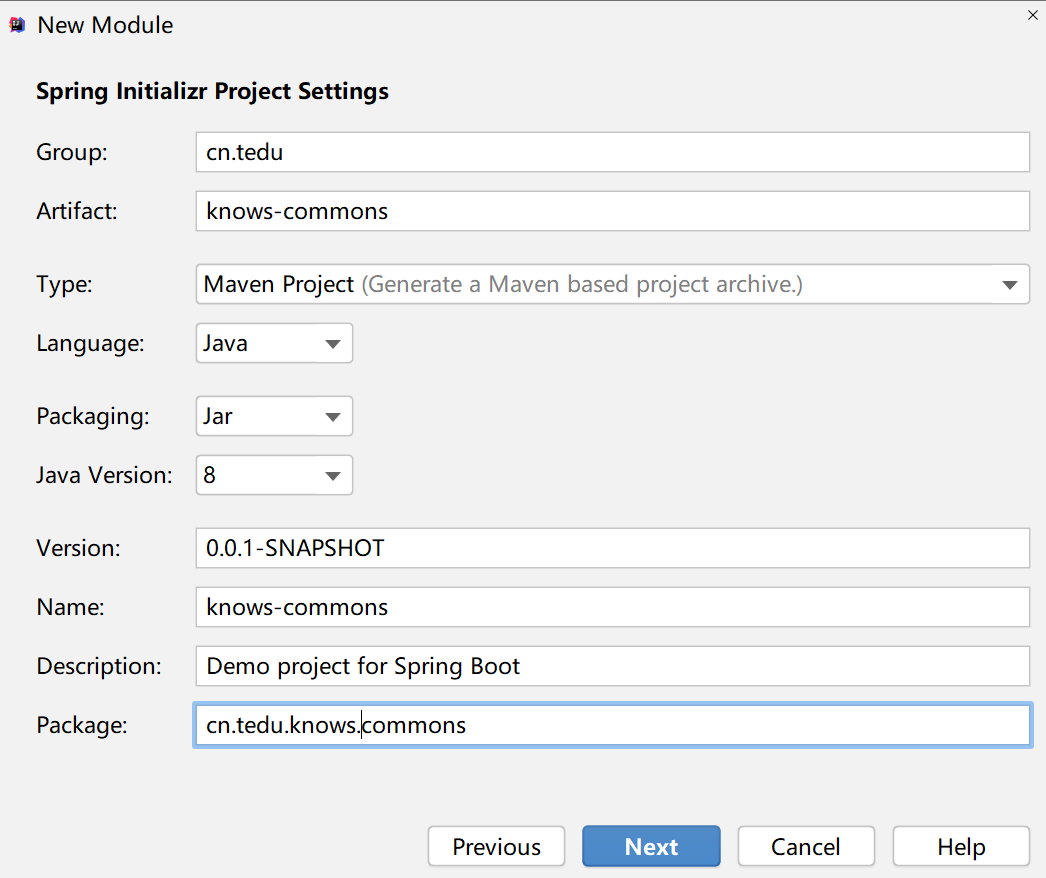 New Module
Spring Initializr Project Settings
Group: cn.tedu
Artifact: knows-commons
Type: Maven Project (Generate a Maven based project archive.)
Language: Java
Packaging: Jar
Java Version: 8
Version: 0.0.1-SNAPSHOT
Name: knows-commons
Description: Demo project for Spring Boot
Package: cn.tedu.knows.commons
Previous Next Cancel Help